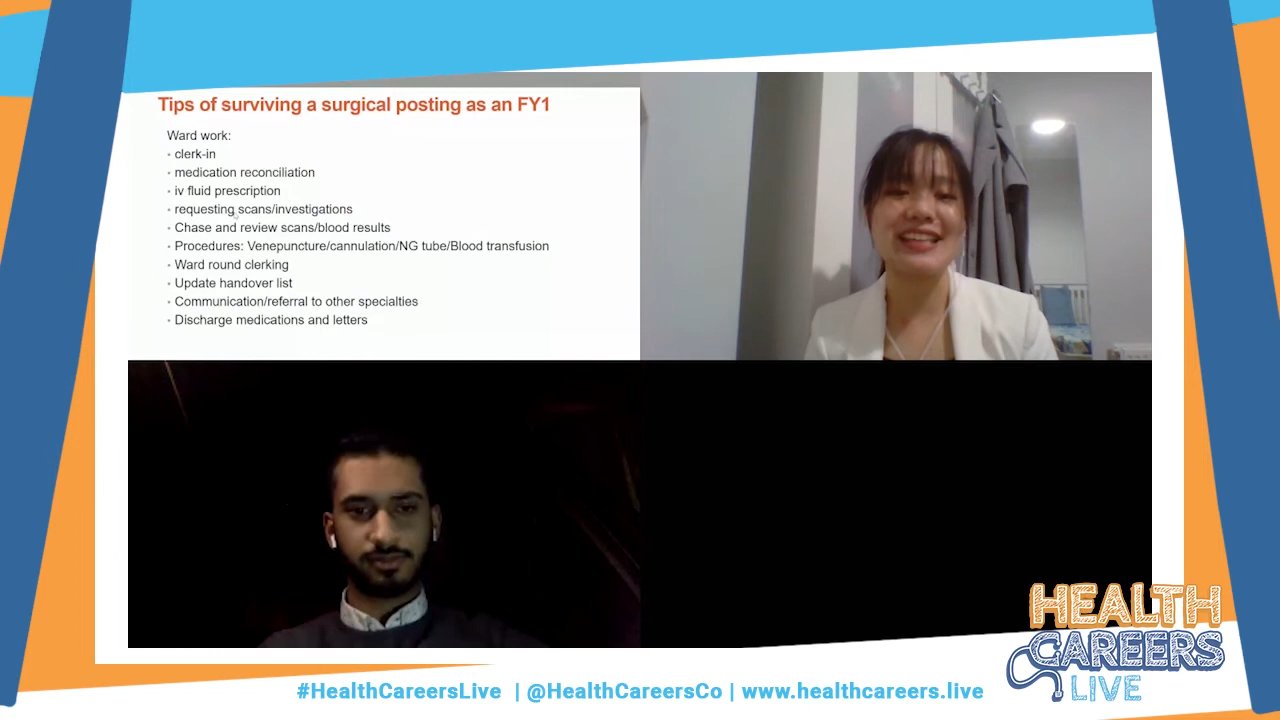 Tips of surviving a surgical posting as an FY1
Ward work:
• clerk-in
• medication reconciliation
• iv fluid prescription
• requesting scans/investigations
• Chase and review scans/blood results
• Procedures: Venepuncture/cannulation/NG tube/Blood transfusion
• Ward round clerking
• Update handover list
• Communication/referral to other specialties
• Discharge medications and letters
HEALTH
CAREERS
LIVE
#HealthCareersLive | @HealthCareersCo | www.healthcareers.live